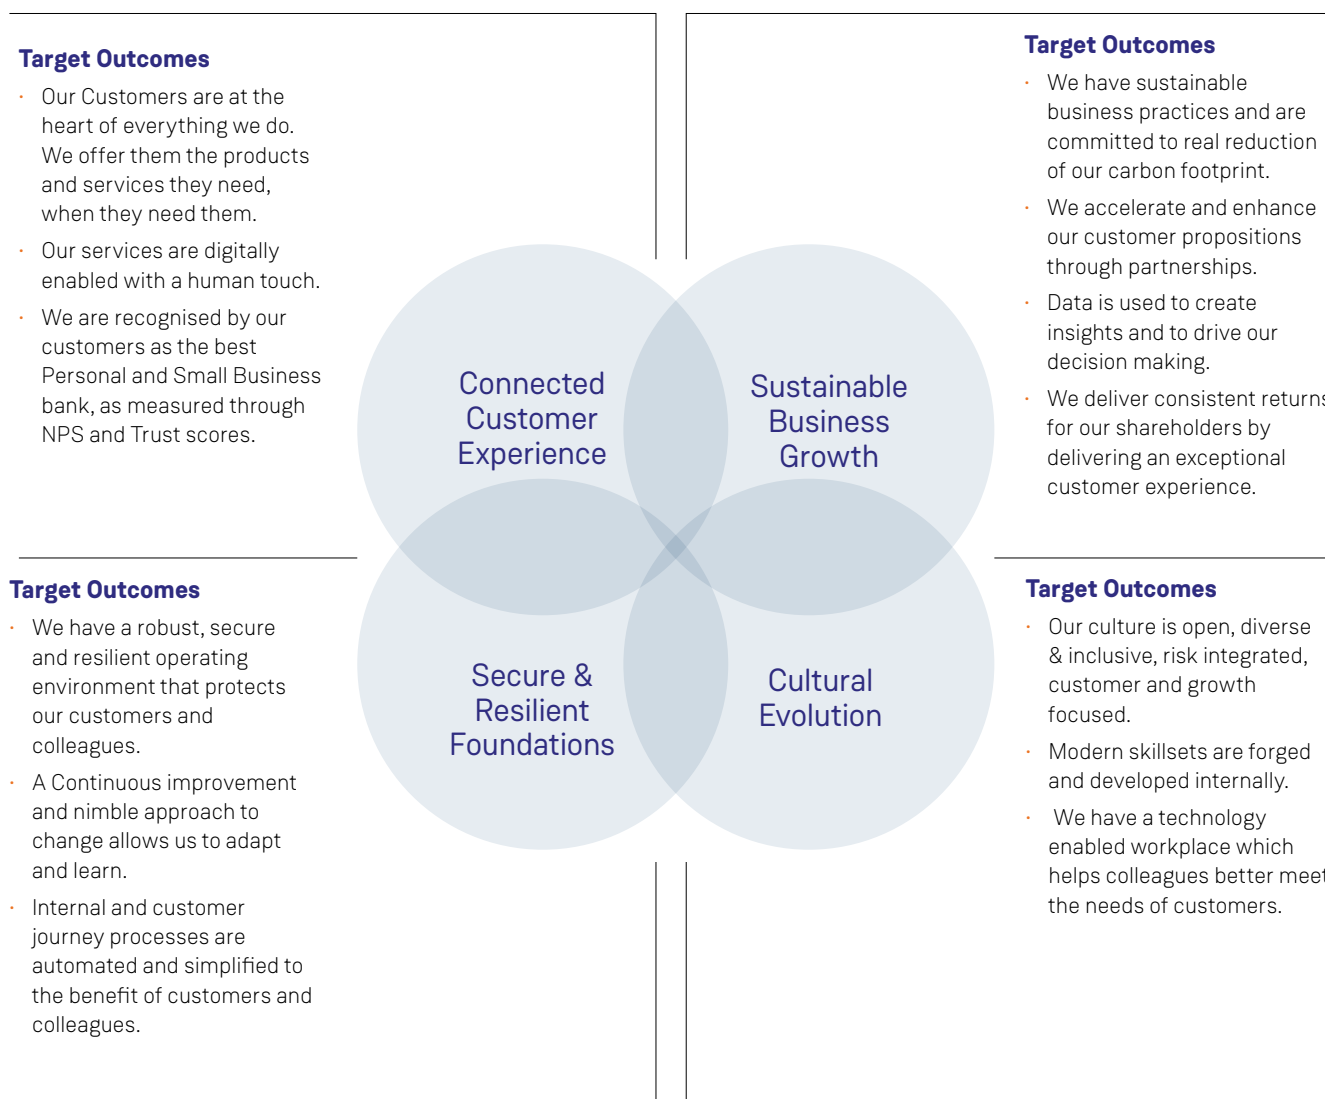 Target Outcomes
· Our Customers are at the
heart of everything we do.
We offer them the products
and services they need,
when they need them.
· Our services are digitally
enabled with a human touch.
· We are recognised by our
customers as the best
Personal and Small Business
bank, as measured through
NPS and Trust scores.
Target Outcomes
· We have sustainable
business practices and are
committed to real reduction
of our carbon footprint.
· We accelerate and enhance
our customer propositions
through partnerships.
· Data is used to create
insights and to drive our
decision making.
· We deliver consistent returns
for our shareholders by
delivering an exceptional
customer experience.
Connected
Customer
Experience
Sustainable
Business
Growth
Secure &
Resilient
Foundations
Cultural
Evolution
Target Outcomes
· We have a robust, secure
and resilient operating
environment that protects
our customers and
colleagues.
· A Continuous improvement
and nimble approach to
change allows us to adapt
and learn.
· Internal and customer
journey processes are
automated and simplified to
the benefit of customers and
colleagues.
Target Outcomes
· Our culture is open, diverse
& inclusive, risk integrated,
customer and growth
focused.
· Modern skillsets are forged
and developed internally.
· We have a technology
enabled workplace which
helps colleagues better meet
the needs of customers.